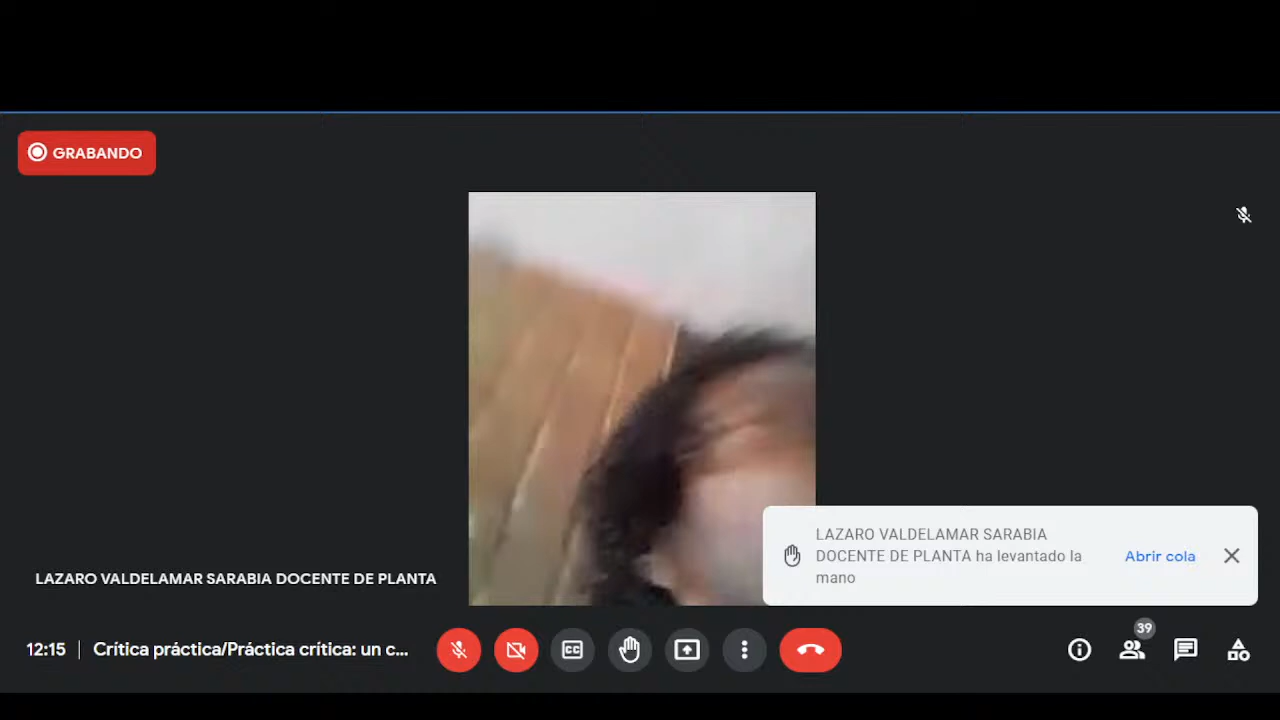 GRABANDO
LAZARO VALDELAMAR SARABIA
DOCENTE DE PLANTA ha levantado la
mano
Abrir cola
LAZARO VALDELAMAR SARABIA DOCENTE DE PLANTA
39
12:15
Crítica práctica/Práctica crítica: un c...
CC